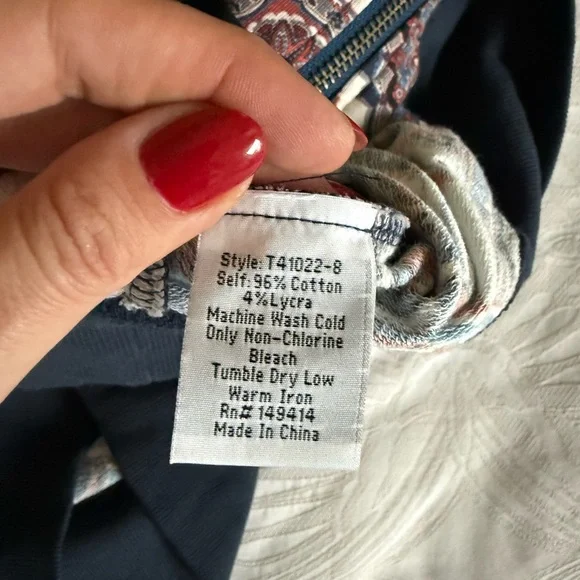 Style: T41022-8
Self: 96% Cotton
4%Lycra
Machine Wash Cold
Only Non-Chlorine
Bleach
Tumble Dry Low
Warm Iron
Rn# 149414
Made In China